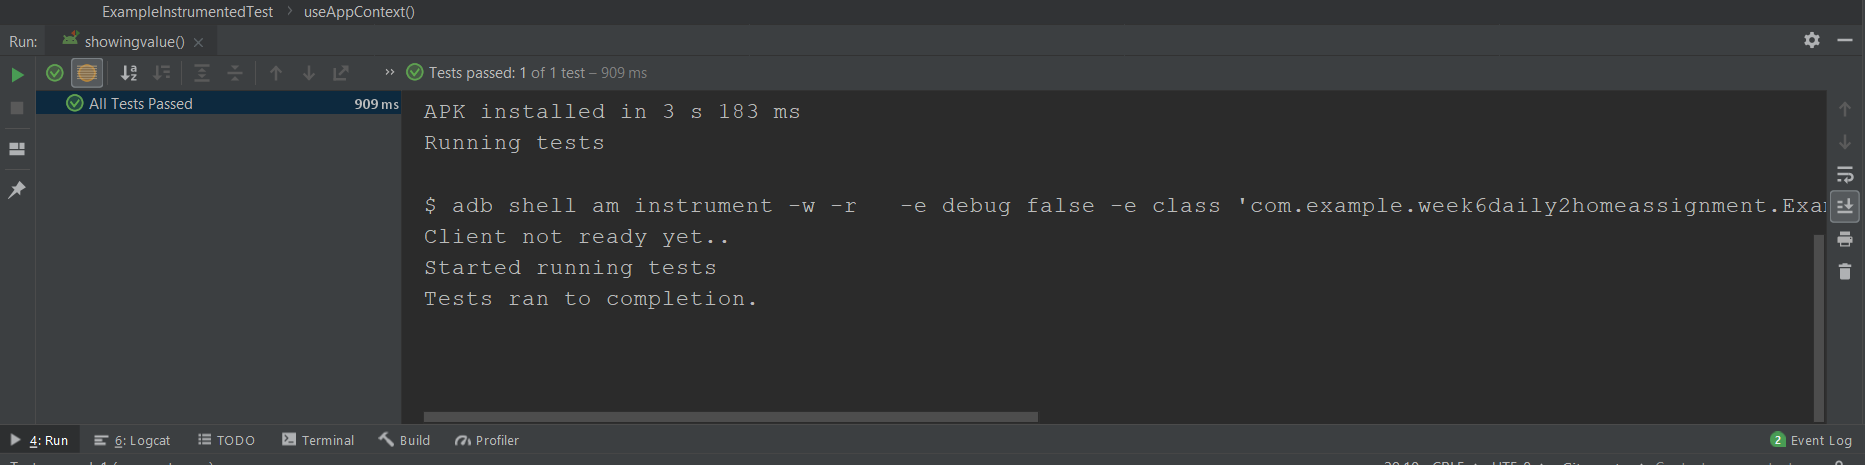 ExampleInstrumentedTest › useAppContext()
Run: showingvalue() ×
» Tests passed: 1 of 1 test – 909 ms
All Tests Passed 909 ms
APK installed in 3 s 183 ms
Running tests
$ adb shell am instrument -w -r   -e debug false -e class 'com.example.week6daily2homeassignment.Exa
Client not ready yet..
Started running tests
Tests ran to completion.
4: Run 6: Logcat TODO Terminal Build Profiler 2 Event Log